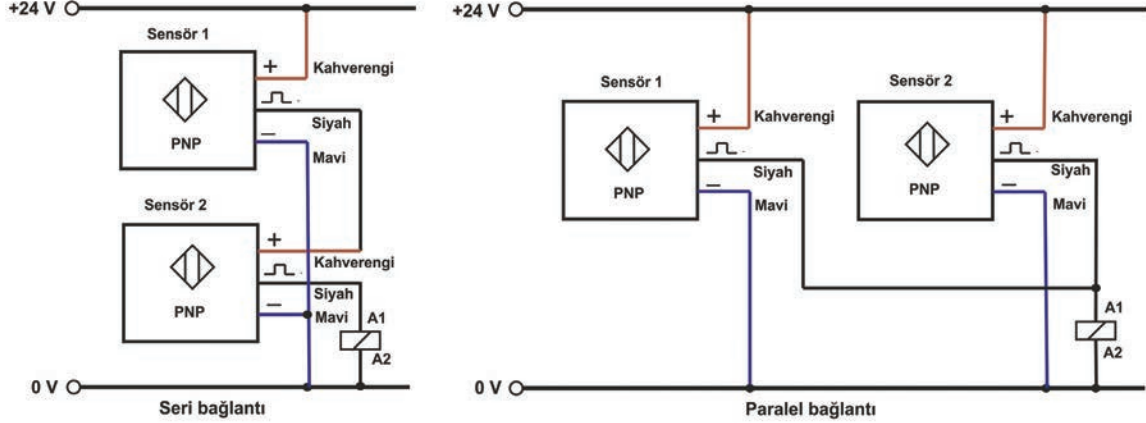 +24 V
Sensör 1
+
Kahverengi
Siyah
PNP
−
Mavi
Sensör 2
+
Kahverengi
Siyah
PNP
−
Mavi
A1
A2
0 V
Seri bağlantı
+24 V
Sensör 1
+
Kahverengi
Siyah
PNP
−
Mavi
Sensör 2
+
Kahverengi
Siyah
PNP
−
Mavi
A1
A2
0 V
Paralel bağlantı